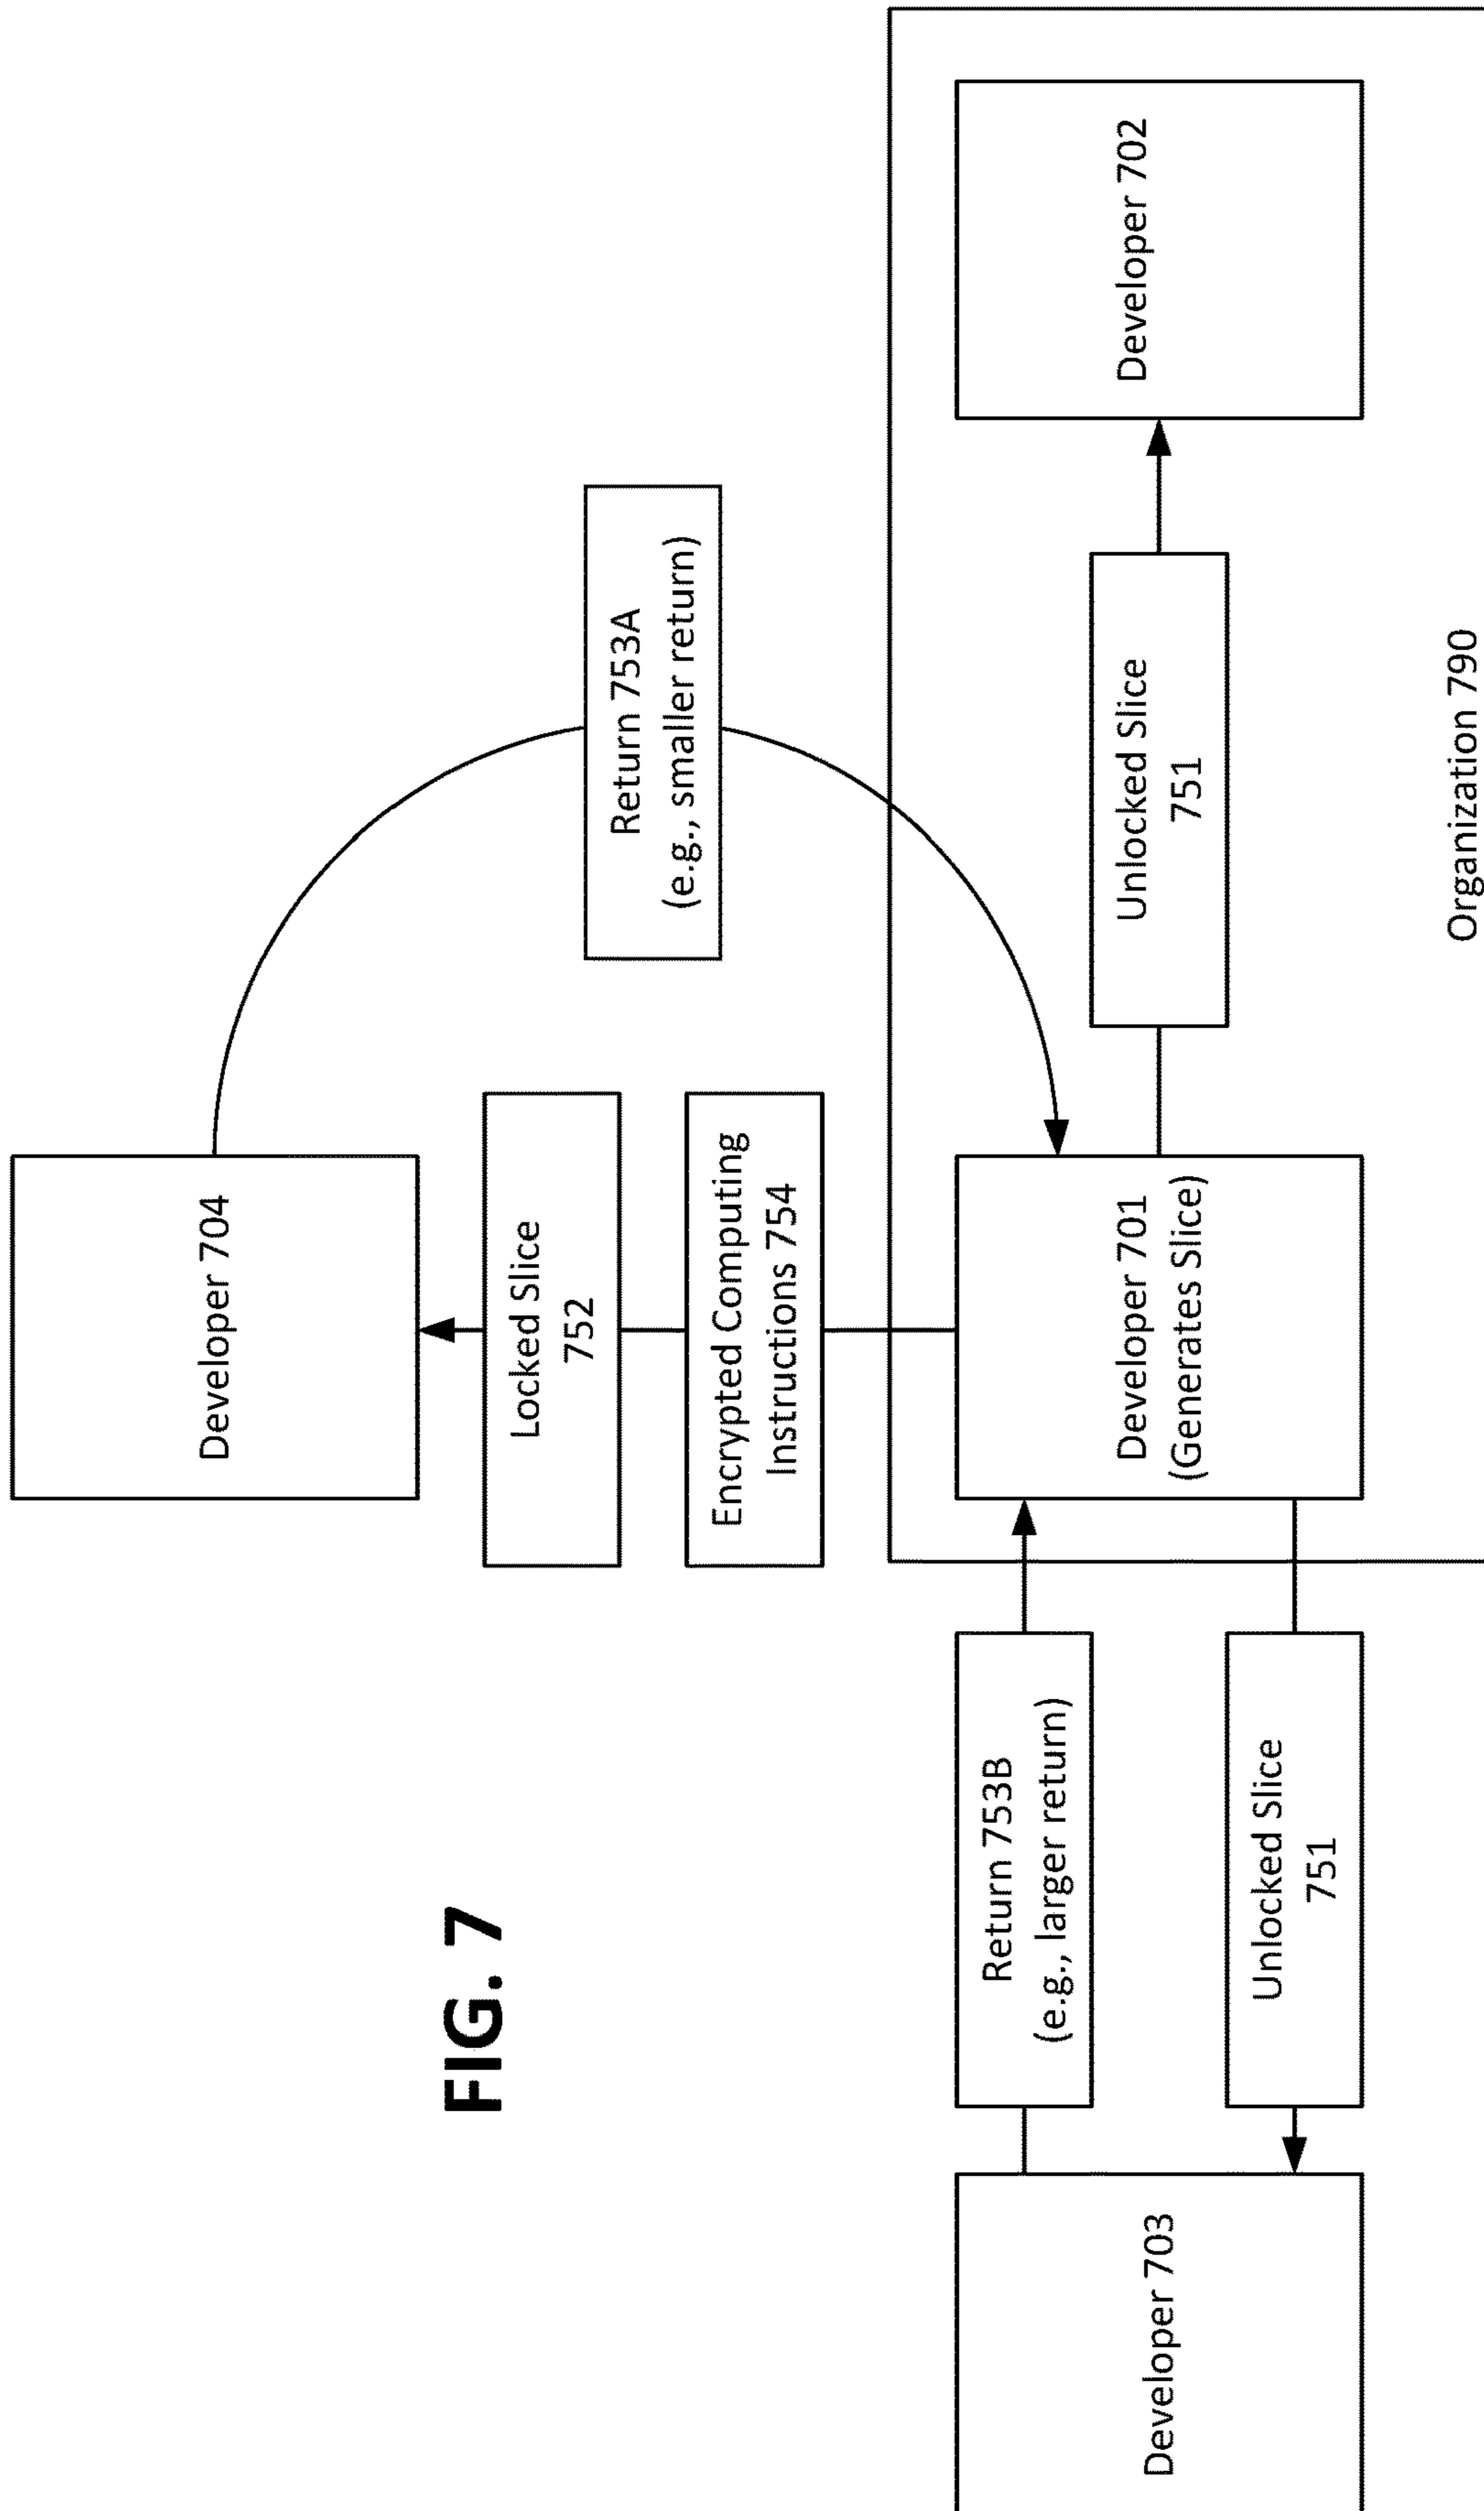 FIG. 7
Developer 704
Locked Slice
752
Encrypted Computing
Instructions 754
Return 753A
(e.g., smaller return)
Developer 703
Return 753B
(e.g., larger return)
Unlocked Slice
751
Developer 701
(Generates Slice)
Unlocked Slice
751
Developer 702
Organization 790